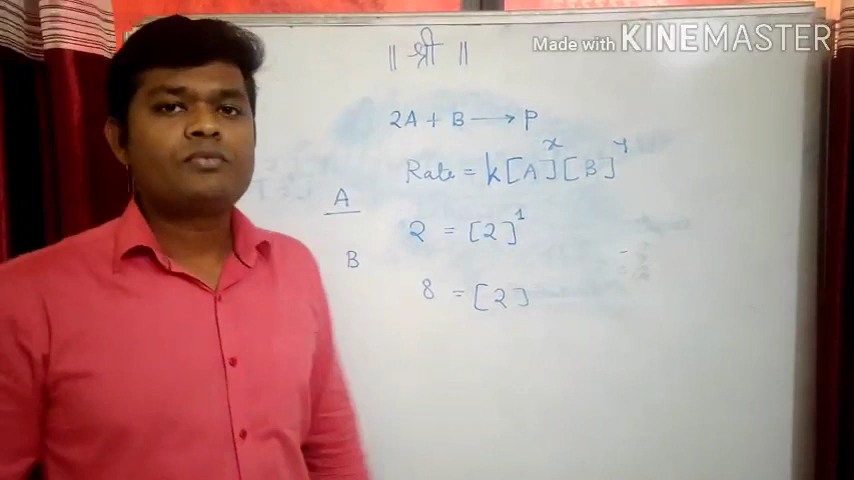 Made with KINEMASTER
|| श्री ||
2A + B ⟶ P
Rate = k[A]^x [B]^y
A
2 = [2]^1
B
8 = [2]